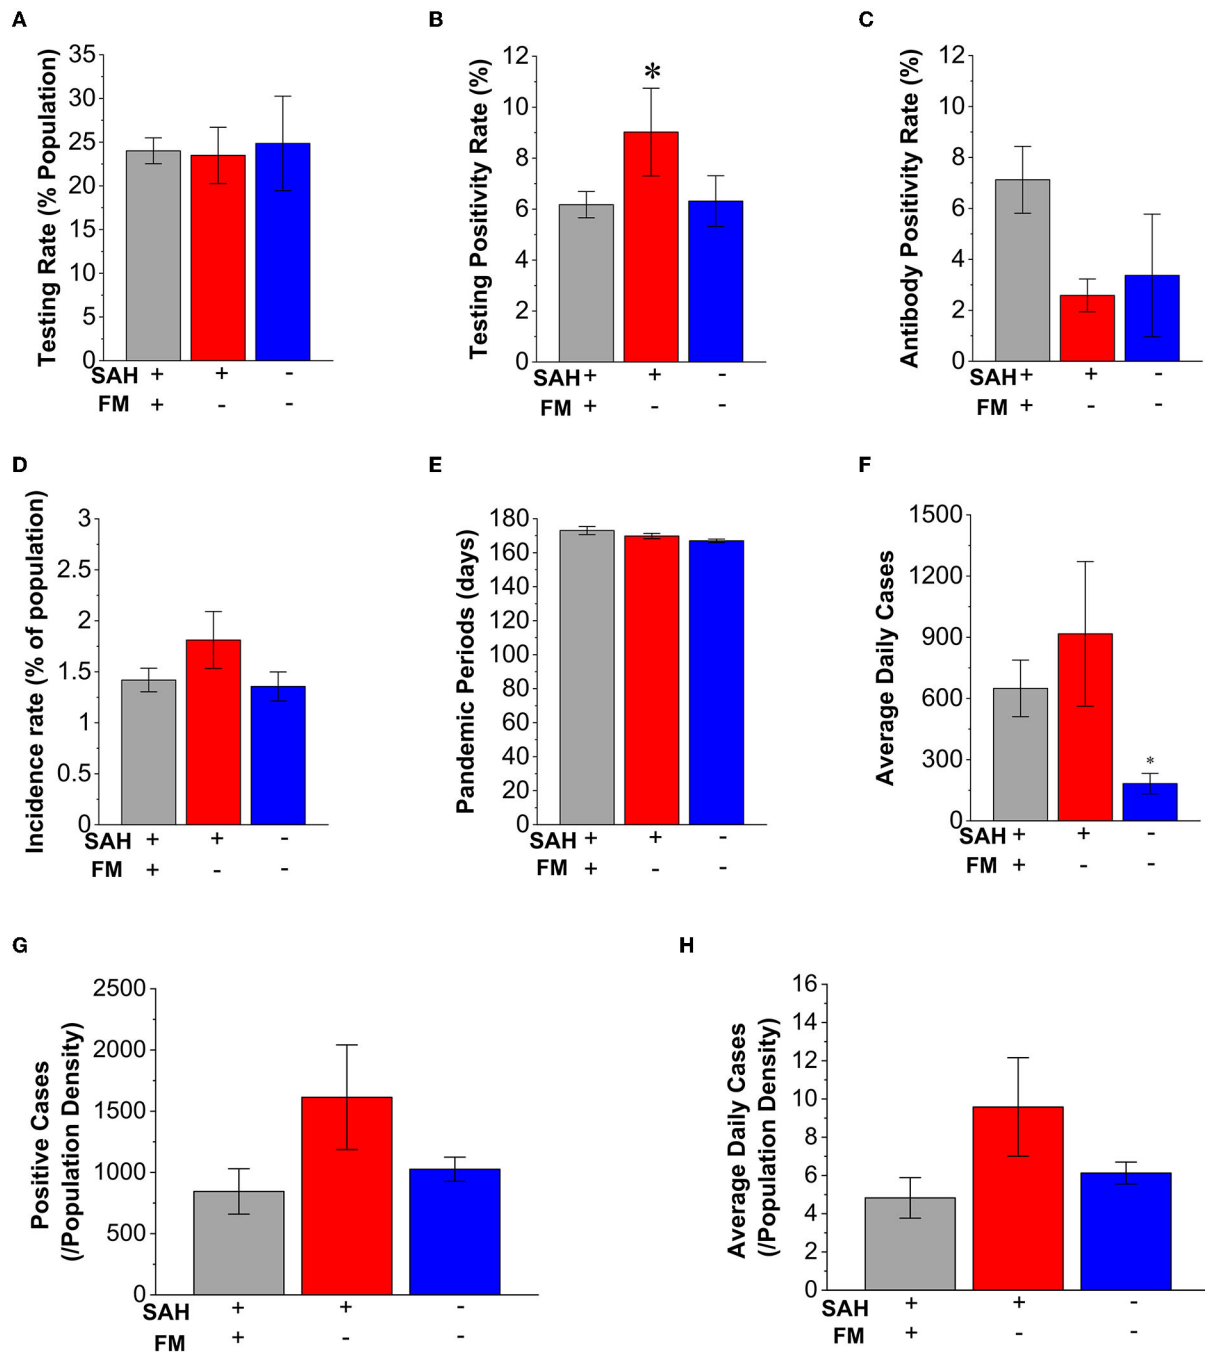 A
Testing Rate (% Population)
35
30
25
20
15
10
5
0
SAH + + -
FM + - -
B
Testing Positivity Rate (%)
12
10
8
6
4
2
0
*
SAH + + -
FM + - -
C
Antibody Positivity Rate (%)
12
10
8
6
4
2
0
SAH + + -
FM + - -
D
Incidence rate (% of population)
3
2.5
2
1.5
1
0.5
0
SAH + + -
FM + - -
E
Pandemic Periods (days)
180
160
140
120
100
80
60
40
20
0
SAH + + -
FM + - -
F
Average Daily Cases
1500
1200
900
600
300
0
*
SAH + + -
FM + - -
G
Positive Cases
(/Population Density)
2500
2000
1500
1000
500
0
SAH + + -
FM + - -
H
Average Daily Cases
(/Population Density)
16
14
12
10
8
6
4
2
0
SAH + + -
FM + - -